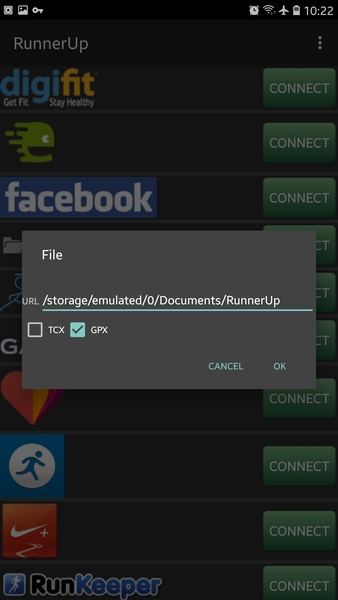 10:22
RunnerUp
digifit
Get Fit Stay Healthy
CONNECT
CONNECT
facebook
CONNECT
File
URL /storage/emulated/0/Documents/RunnerUp
TCX GPX
CANCEL OK
CONNECT
CONNECT
CONNECT
RunKeeper
CONNECT